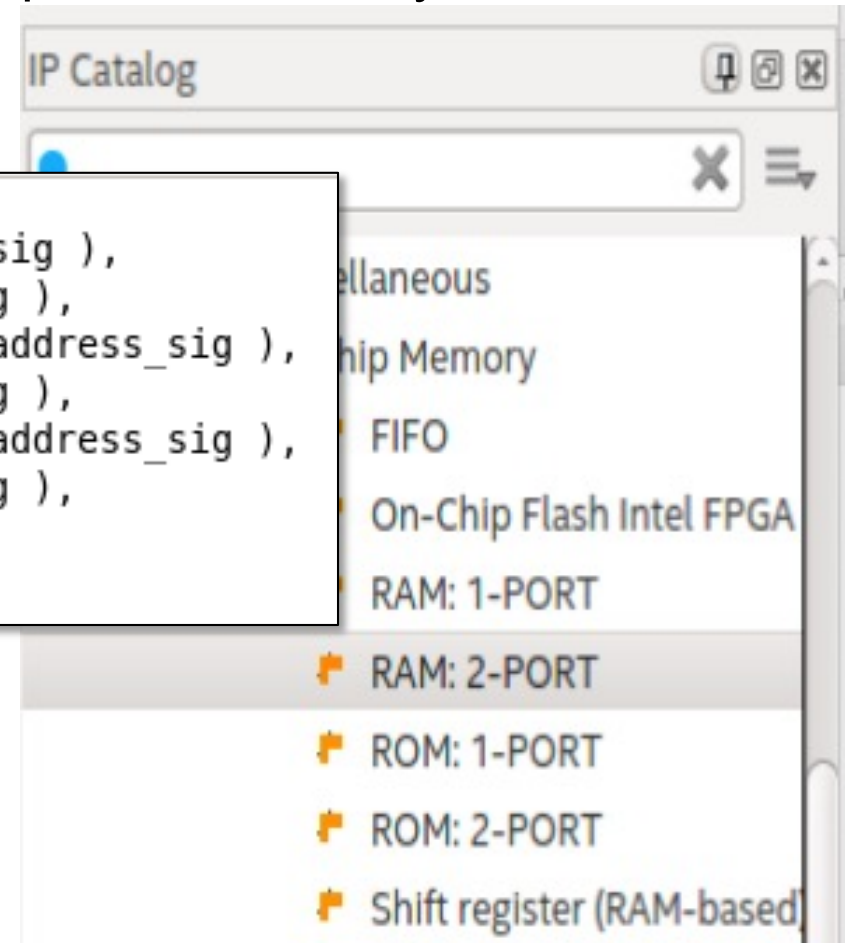 IP Catalog
sig ),
g ),
address_sig ),
g ),
address_sig ),
g ),
ellaneous
hip Memory
FIFO
On-Chip Flash Intel FPGA
RAM: 1-PORT
RAM: 2-PORT
ROM: 1-PORT
ROM: 2-PORT
Shift register (RAM-based)